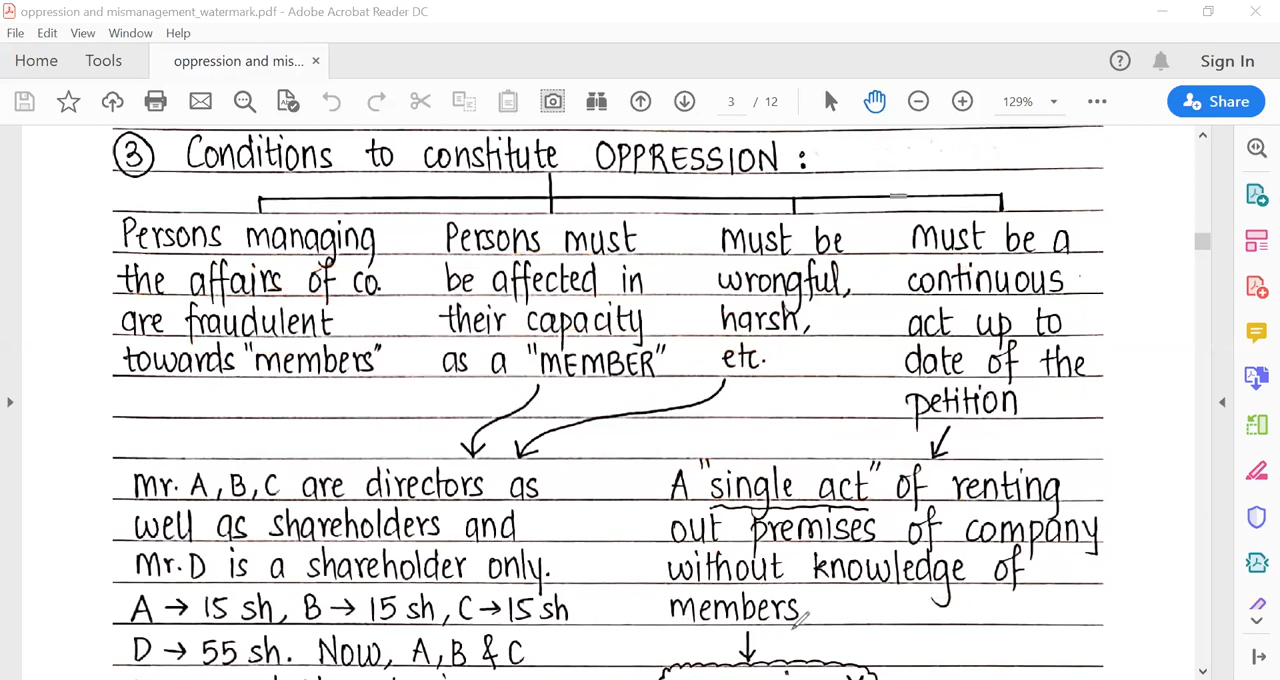 oppression and mismanagement_watermark.pdf - Adobe Acrobat Reader DC
File Edit View Window Help
Home Tools oppression and mis... × Sign In
3 / 12 129% Share
③ Conditions to constitute OPPRESSION :
Persons managing
the affairs of co.
are fraudulent
towards "members"
Persons must
be affected in
their capacity
as a "MEMBER"
must be
wrongful,
harsh,
etc.
must be a
continuous
act up to
date of the
petition
Mr. A, B, C are directors as
well as shareholders and
Mr. D is a shareholder only.
A → 15 sh, B → 15 sh, C → 15 sh
D → 55 sh. Now, A, B & C
A "single act" of renting
out premises of company
without knowledge of
members